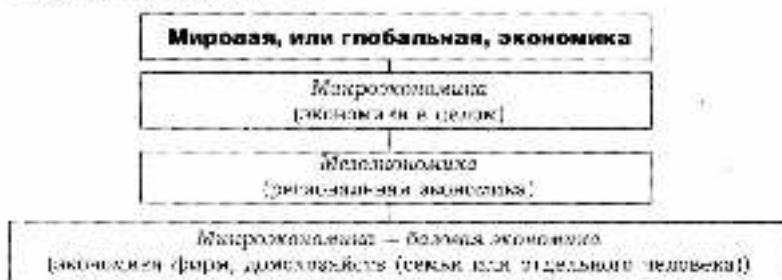 Мировая, или глобальная, экономика
Макроэкономика
(экономика в целом)
Мезоэкономика
(региональная экономика)
Микроэкономика – базовая экономика
(экономика фирм, домохозяйств (семьи или отдельного человека))